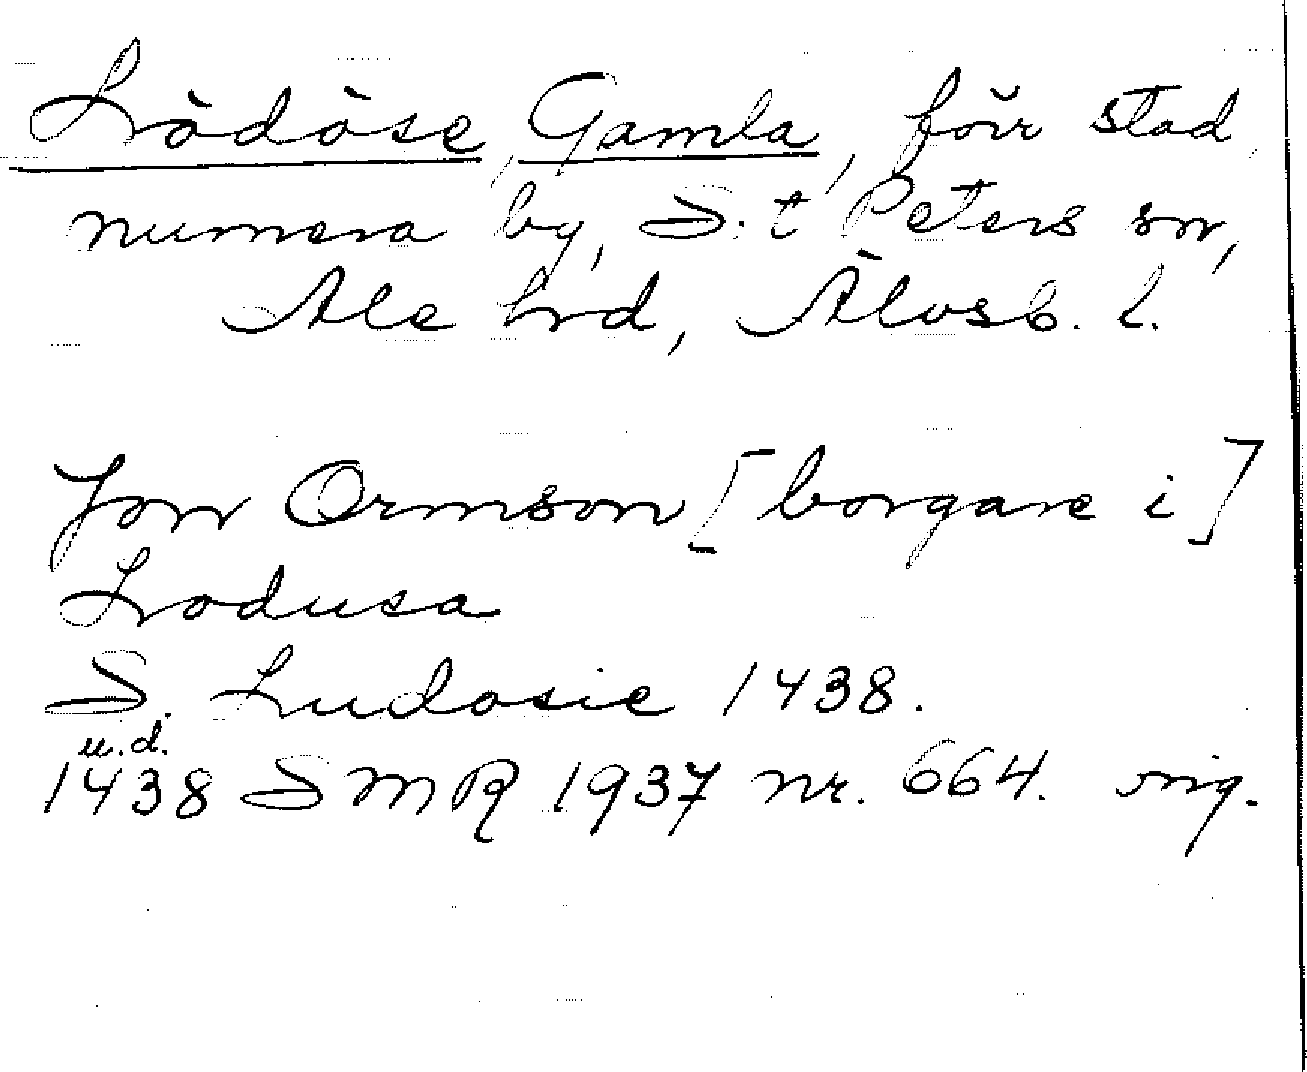 Lödöse, Gamla, förr stad
numera by, S:t Peters sn,
Ale hrd, Älvsb. l.
Jon Ormson [borgare i]
Lodusa
S. Ludosie 1438.
u.d.
1438 SMR 1937 nr. 664. orig.